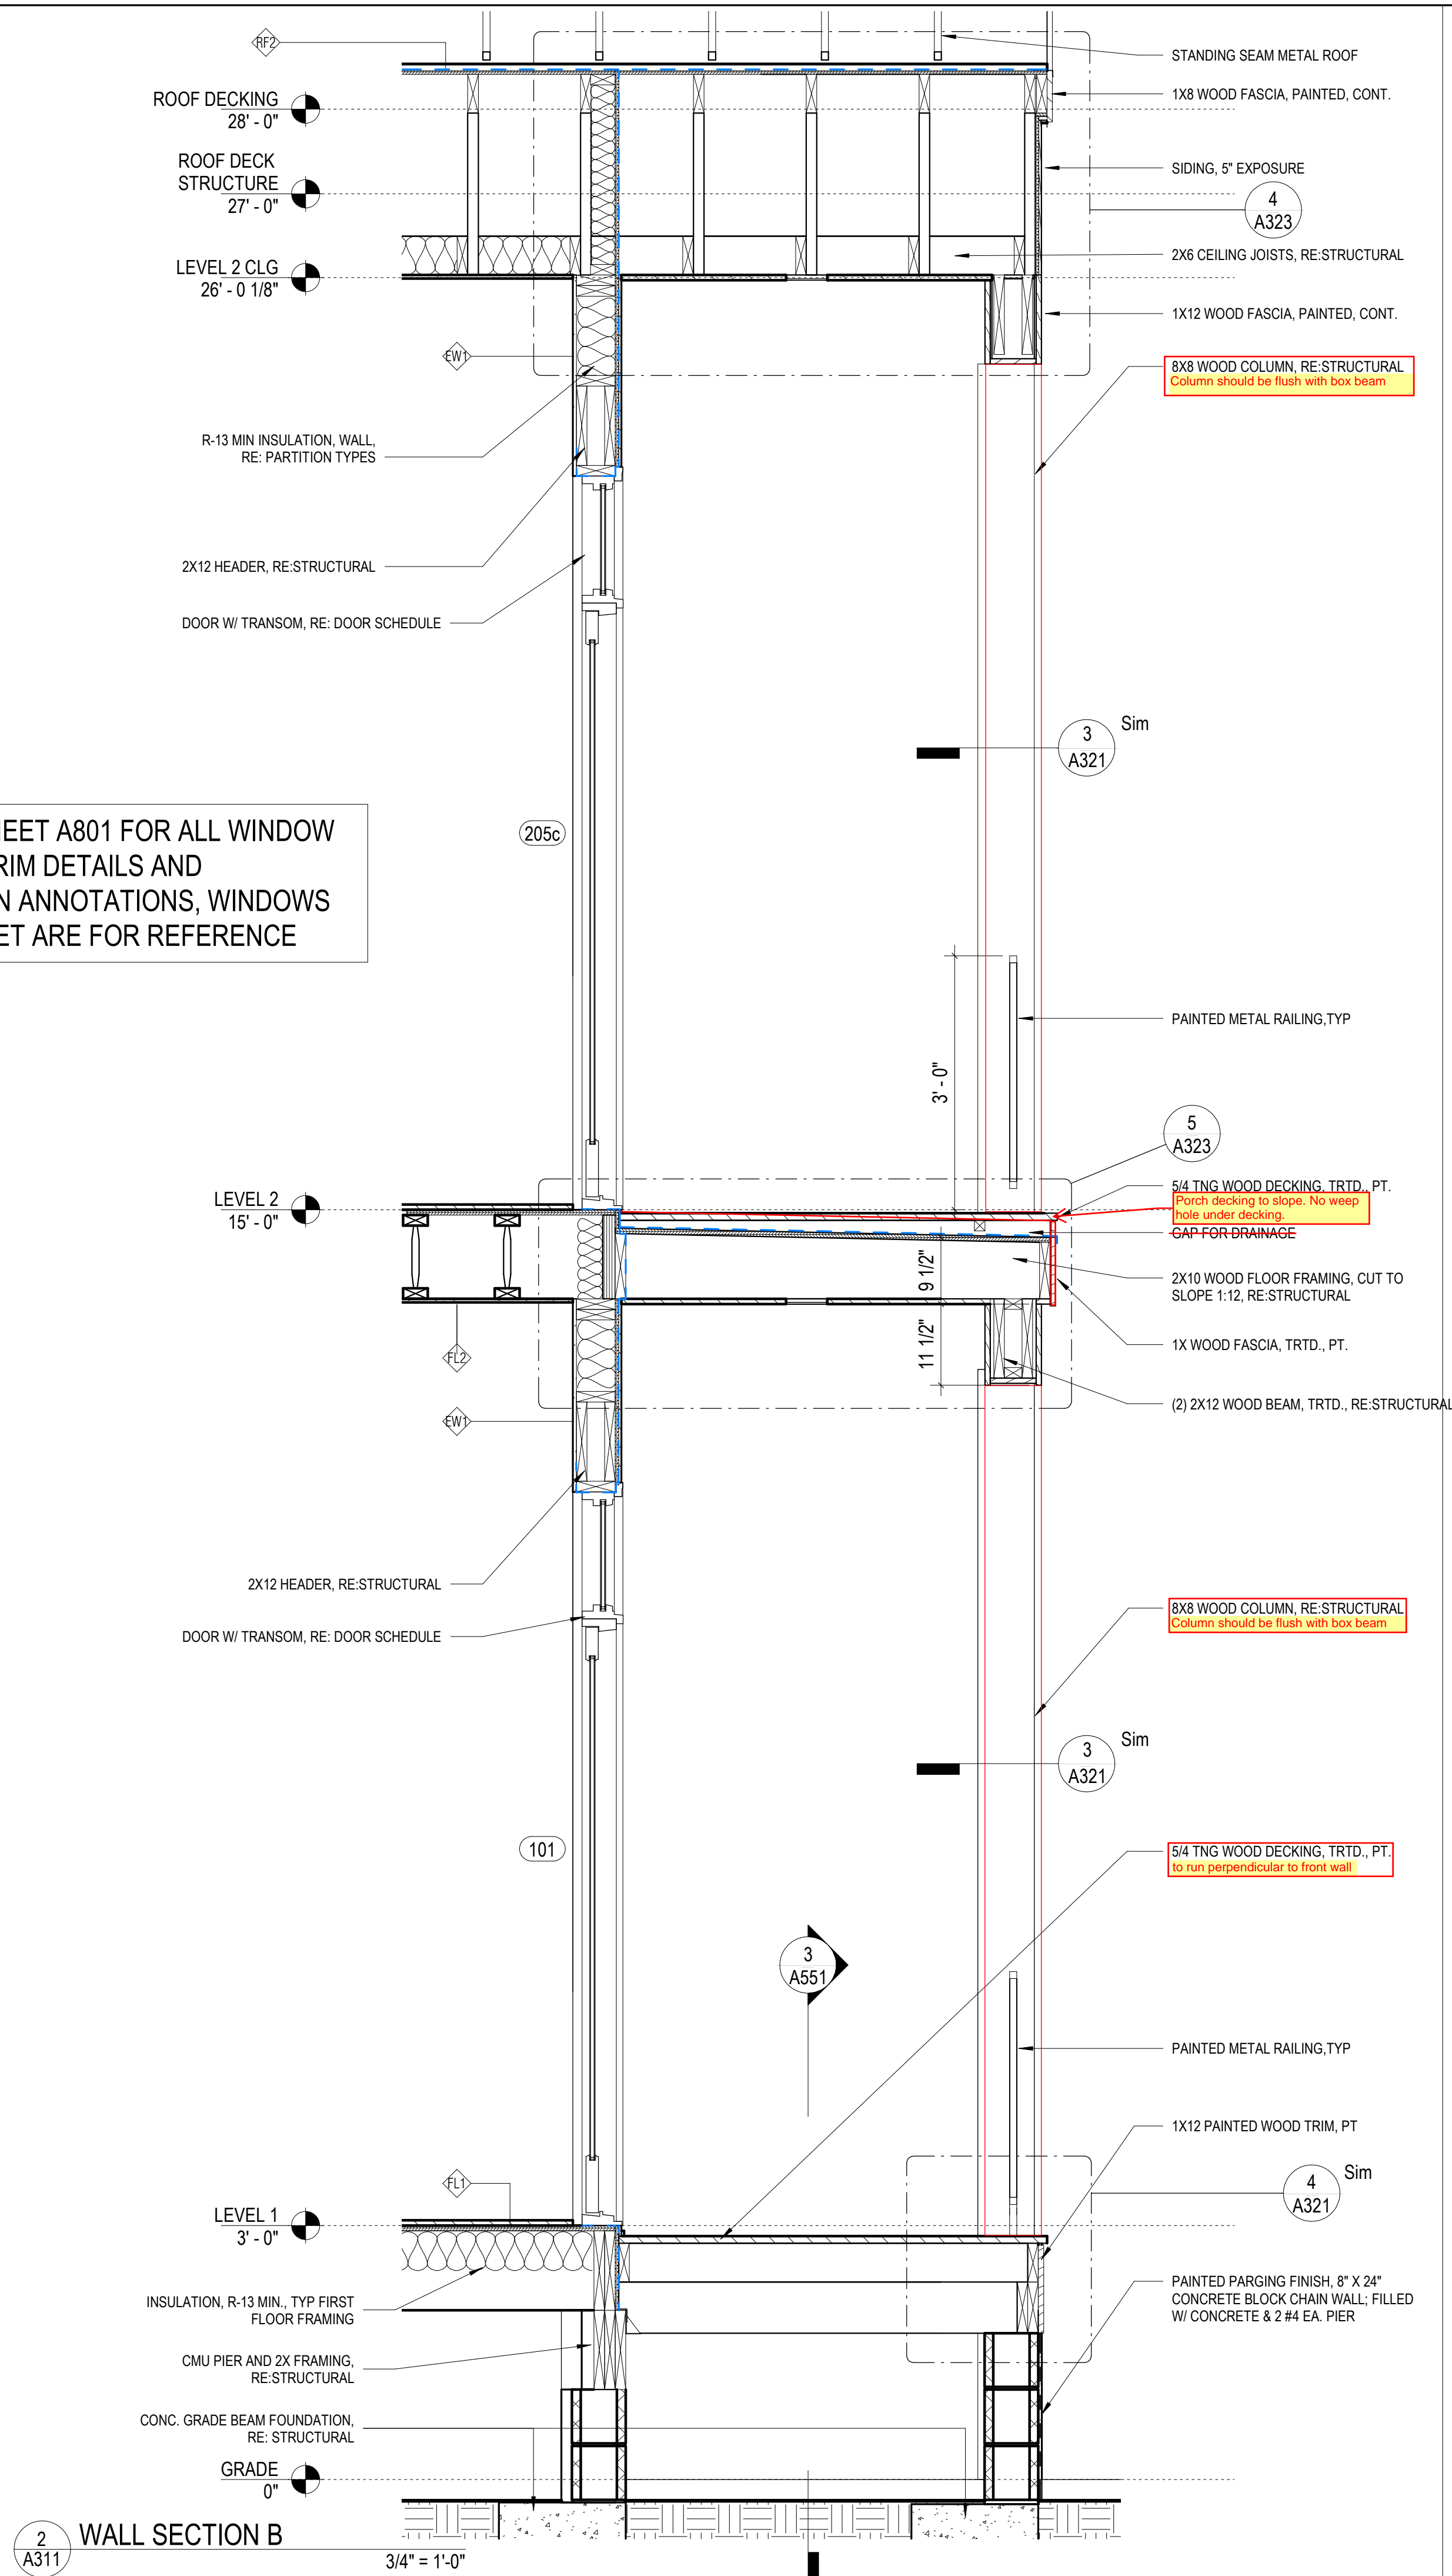 RF2
STANDING SEAM METAL ROOF
ROOF DECKING
28' - 0"
1X8 WOOD FASCIA, PAINTED, CONT.
ROOF DECK
STRUCTURE
27' - 0"
SIDING, 5" EXPOSURE
4
A323
LEVEL 2 CLG
26' - 0 1/8"
2X6 CEILING JOISTS, RE:STRUCTURAL
1X12 WOOD FASCIA, PAINTED, CONT.
EW1
8X8 WOOD COLUMN, RE:STRUCTURAL
Column should be flush with box beam
R-13 MIN INSULATION, WALL,
RE: PARTITION TYPES
2X12 HEADER, RE:STRUCTURAL
DOOR W/ TRANSOM, RE: DOOR SCHEDULE
3
A321
Sim
EET A801 FOR ALL WINDOW
RIM DETAILS AND
N ANNOTATIONS, WINDOWS
ET ARE FOR REFERENCE
205c
PAINTED METAL RAILING,TYP
3' - 0"
5
A323
LEVEL 2
15' - 0"
5/4 TNG WOOD DECKING, TRTD., PT.
Porch decking to slope. No weep
hole under decking.
GAP FOR DRAINAGE
9 1/2"
2X10 WOOD FLOOR FRAMING, CUT TO
SLOPE 1:12, RE:STRUCTURAL
11 1/2"
1X WOOD FASCIA, TRTD., PT.
FL2
(2) 2X12 WOOD BEAM, TRTD., RE:STRUCTURAL
EW1
2X12 HEADER, RE:STRUCTURAL
DOOR W/ TRANSOM, RE: DOOR SCHEDULE
8X8 WOOD COLUMN, RE:STRUCTURAL
Column should be flush with box beam
3
A321
Sim
101
5/4 TNG WOOD DECKING, TRTD., PT.
to run perpendicular to front wall
3
A551
PAINTED METAL RAILING,TYP
1X12 PAINTED WOOD TRIM, PT
FL1
4
A321
Sim
LEVEL 1
3' - 0"
INSULATION, R-13 MIN., TYP FIRST
FLOOR FRAMING
PAINTED PARGING FINISH, 8" X 24"
CONCRETE BLOCK CHAIN WALL; FILLED
W/ CONCRETE & 2 #4 EA. PIER
CMU PIER AND 2X FRAMING,
RE:STRUCTURAL
CONC. GRADE BEAM FOUNDATION,
RE: STRUCTURAL
GRADE
0"
2
A311
WALL SECTION B
3/4" = 1'-0"